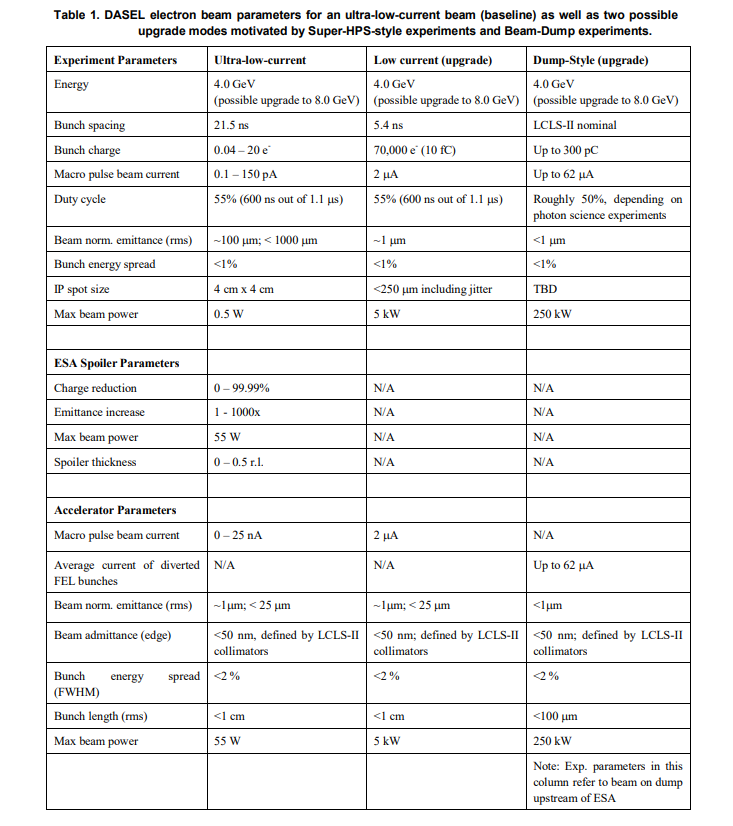 Table 1. DASEL electron beam parameters for an ultra-low-current beam (baseline) as well as two possible
upgrade modes motivated by Super-HPS-style experiments and Beam-Dump experiments.
Experiment Parameters Ultra-low-current Low current (upgrade) Dump-Style (upgrade)
Energy 4.0 GeV 4.0 GeV 4.0 GeV
(possible upgrade to 8.0 GeV) (possible upgrade to 8.0 GeV) (possible upgrade to 8.0 GeV)
Bunch spacing 21.5 ns 5.4 ns LCLS-II nominal
Bunch charge 0.04 – 20 e- 70,000 e- (10 fC) Up to 300 pC
Macro pulse beam current 0.1 – 150 pA 2 µA Up to 62 µA
Duty cycle 55% (600 ns out of 1.1 µs) 55% (600 ns out of 1.1 µs) Roughly 50%, depending on
photon science experiments
Beam norm. emittance (rms) ~100 µm; < 1000 µm ~1 µm <1 µm
Bunch energy spread <1% <1% <1%
IP spot size 4 cm x 4 cm <250 µm including jitter TBD
Max beam power 0.5 W 5 kW 250 kW
ESA Spoiler Parameters
Charge reduction 0 – 99.99% N/A N/A
Emittance increase 1 - 1000x N/A N/A
Max beam power 55 W N/A N/A
Spoiler thickness 0 – 0.5 r.l. N/A N/A
Accelerator Parameters
Macro pulse beam current 0 – 25 nA 2 µA N/A
Average current of diverted N/A N/A Up to 62 µA
FEL bunches
Beam norm. emittance (rms) ~1µm; < 25 µm ~1µm; < 25 µm <1µm
Beam admittance (edge) <50 nm, defined by LCLS-II <50 nm; defined by LCLS-II <50 nm; defined by LCLS-II
collimators collimators collimators
Bunch energy spread <2 % <2 % <2 %
(FWHM)
Bunch length (rms) <1 cm <1 cm <100 µm
Max beam power 55 W 5 kW 250 kW
Note: Exp. parameters in this
column refer to beam on dump
upstream of ESA